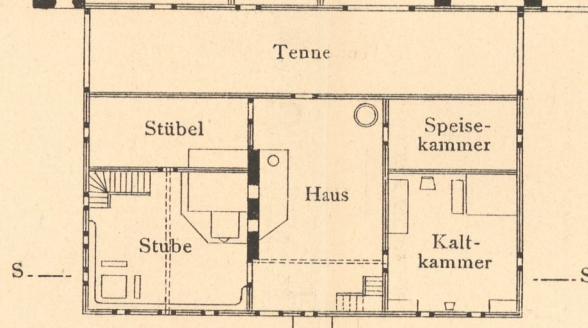 Tenne
Stübel
Speise-
kammer
Haus
Stube
Kalt-
kammer
S
S